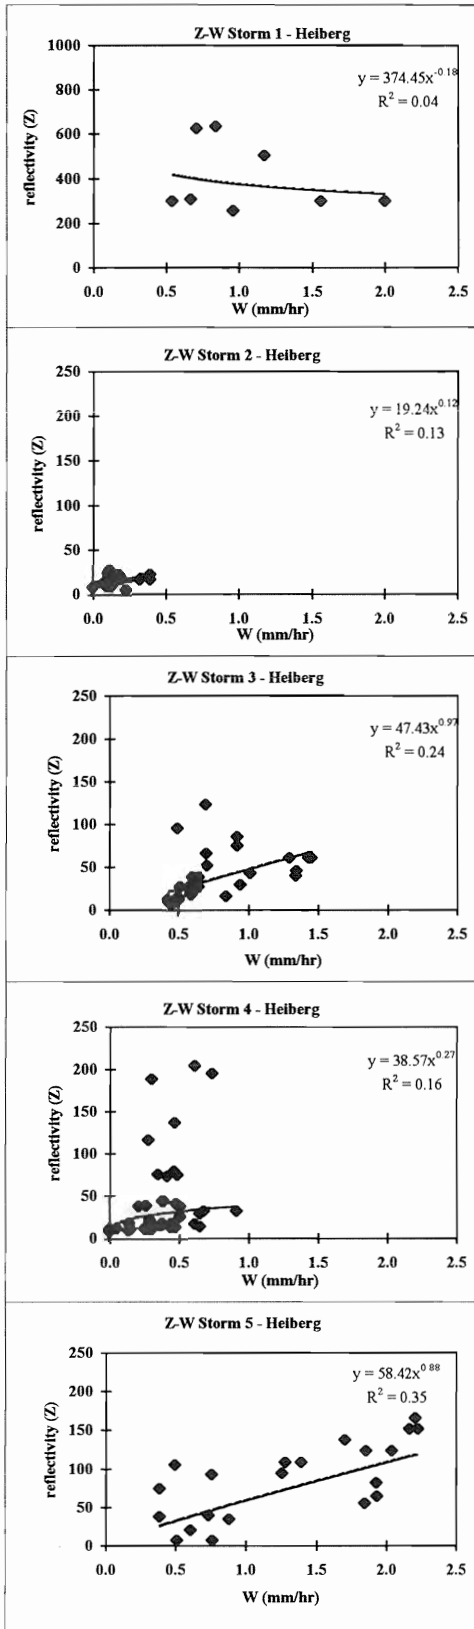 Z-W Storm 1 - Heiberg
y = 374.45x^-0.18
R² = 0.04
reflectivity (Z)
1000
800
600
400
200
0
0.0 0.5 1.0 1.5 2.0 2.5
W (mm/hr)
Z-W Storm 2 - Heiberg
y = 19.24x^0.12
R² = 0.13
reflectivity (Z)
250
200
150
100
50
0
0.0 0.5 1.0 1.5 2.0 2.5
W (mm/hr)
Z-W Storm 3 - Heiberg
y = 47.43x^0.97
R² = 0.24
reflectivity (Z)
250
200
150
100
50
0
0.0 0.5 1.0 1.5 2.0 2.5
W (mm/hr)
Z-W Storm 4 - Heiberg
y = 38.57x^0.27
R² = 0.16
reflectivity (Z)
250
200
150
100
50
0
0.0 0.5 1.0 1.5 2.0 2.5
W (mm/hr)
Z-W Storm 5 - Heiberg
y = 58.42x^0.88
R² = 0.35
reflectivity (Z)
250
200
150
100
50
0
0.0 0.5 1.0 1.5 2.0 2.5
W (mm/hr)